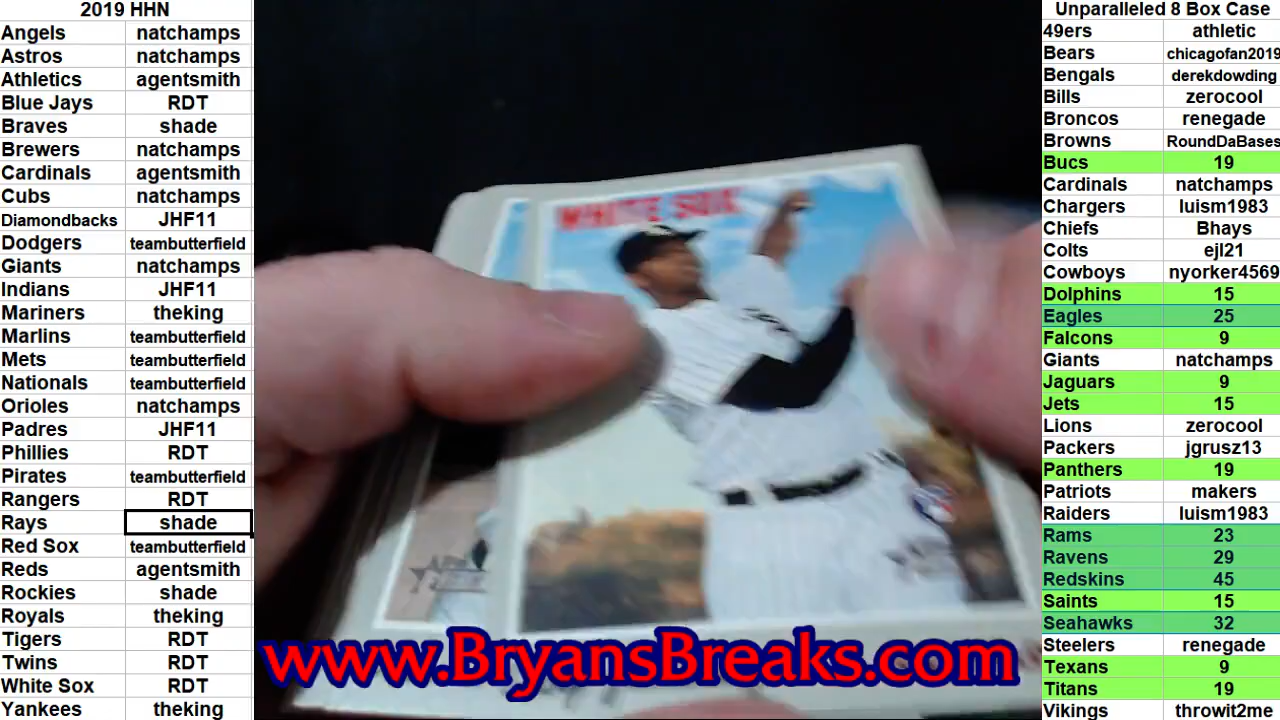 2019 HHN
Angels natchamps
Astros natchamps
Athletics agentsmith
Blue Jays RDT
Braves shade
Brewers natchamps
Cardinals agentsmith
Cubs natchamps
Diamondbacks JHF11
Dodgers teambutterfield
Giants natchamps
Indians JHF11
Mariners theking
Marlins teambutterfield
Mets teambutterfield
Nationals teambutterfield
Orioles natchamps
Padres JHF11
Phillies RDT
Pirates teambutterfield
Rangers RDT
Rays shade
Red Sox teambutterfield
Reds agentsmith
Rockies shade
Royals theking
Tigers RDT
Twins RDT
White Sox RDT
Yankees theking
WHITE SOX
www.BryansBreaks.com
Unparalleled 8 Box Case
49ers athletic
Bears chicagofan2019
Bengals derekdowding
Bills zerocool
Broncos renegade
Browns RoundDaBases
Bucs 19
Cardinals natchamps
Chargers luism1983
Chiefs Bhays
Colts ejl21
Cowboys nyorker4569
Dolphins 15
Eagles 25
Falcons 9
Giants natchamps
Jaguars 9
Jets 15
Lions zerocool
Packers jgrusz13
Panthers 19
Patriots makers
Raiders luism1983
Rams 23
Ravens 29
Redskins 45
Saints 15
Seahawks 32
Steelers renegade
Texans 9
Titans 19
Vikings throwit2me